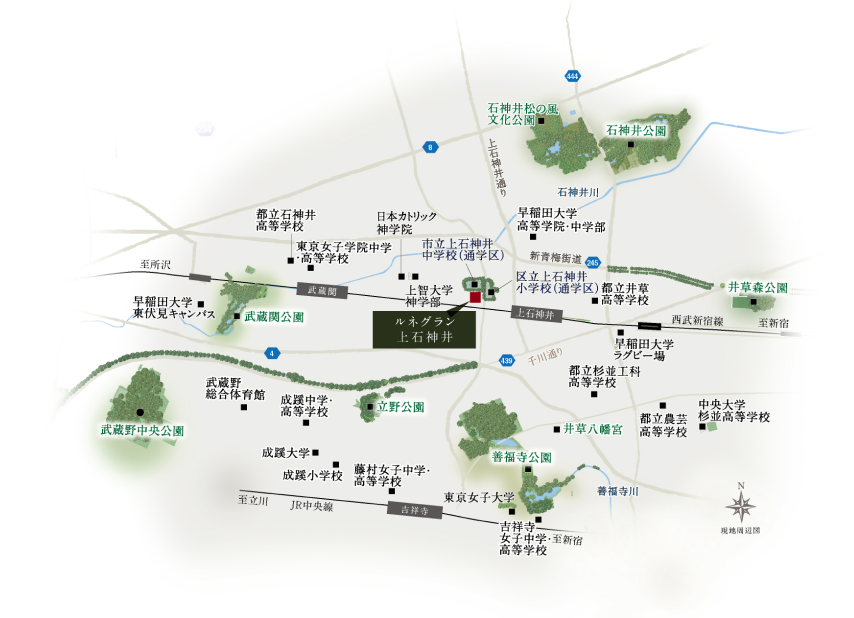 444
石神井松の風
文化公園
石神井公園
8
上石神井通り
石神井川
都立石神井
高等学校
日本カトリック
神学院
早稲田大学
高等学院・中学部
東京女子学院中学
・高等学校
市立上石神井
中学校(通学区)
新青梅街道
245
至所沢
区立上石神井
小学校(通学区)
都立井草
高等学校
井草森公園
武蔵関
上智大学
神学部
早稲田大学
東伏見キャンパス
武蔵関公園
ルネグラン
上石神井
上石神井
西武新宿線
至新宿
早稲田大学
ラグビー場
4
439
千川通り
都立杉並工科
高等学校
武蔵野
総合体育館
成蹊中学・
高等学校
立野公園
都立農芸
高等学校
中央大学
杉並高等学校
武蔵野中央公園
井草八幡宮
成蹊大学
成蹊小学校
藤村女子中学・
高等学校
善福寺公園
善福寺川
至立川
JR中央線
吉祥寺
東京女子大学
吉祥寺
女子中学・
高等学校
至新宿
N
現地周辺図